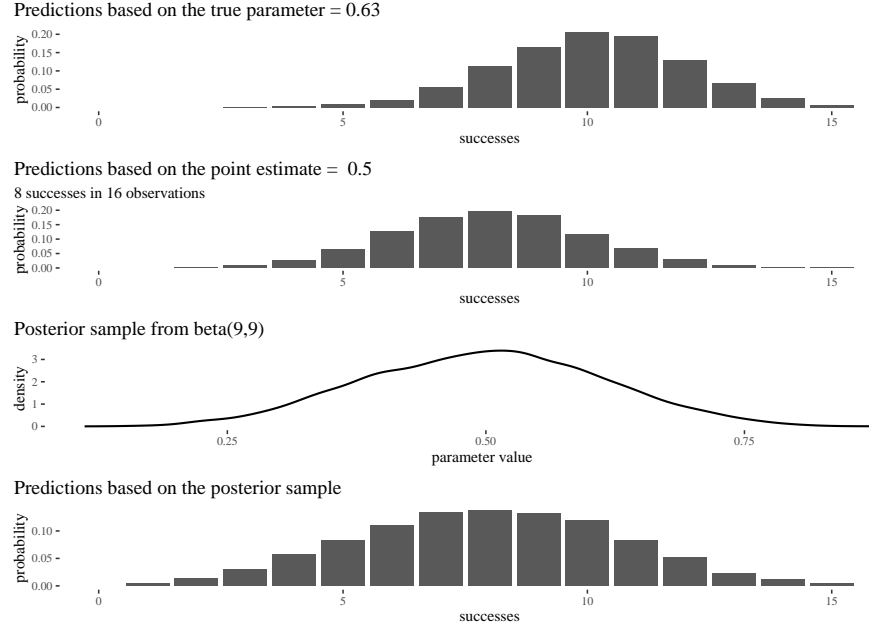 Predictions based on the true parameter = 0.63
probability
0.20
0.15
0.10
0.05
0.00
0 5 10 15
successes
Predictions based on the point estimate = 0.5
8 successes in 16 observations
probability
0.20
0.15
0.10
0.05
0.00
0 5 10 15
successes
Posterior sample from beta(9,9)
density
3
2
1
0
0.25 0.50 0.75
parameter value
Predictions based on the posterior sample
probability
0.10
0.05
0.00
0 5 10 15
successes